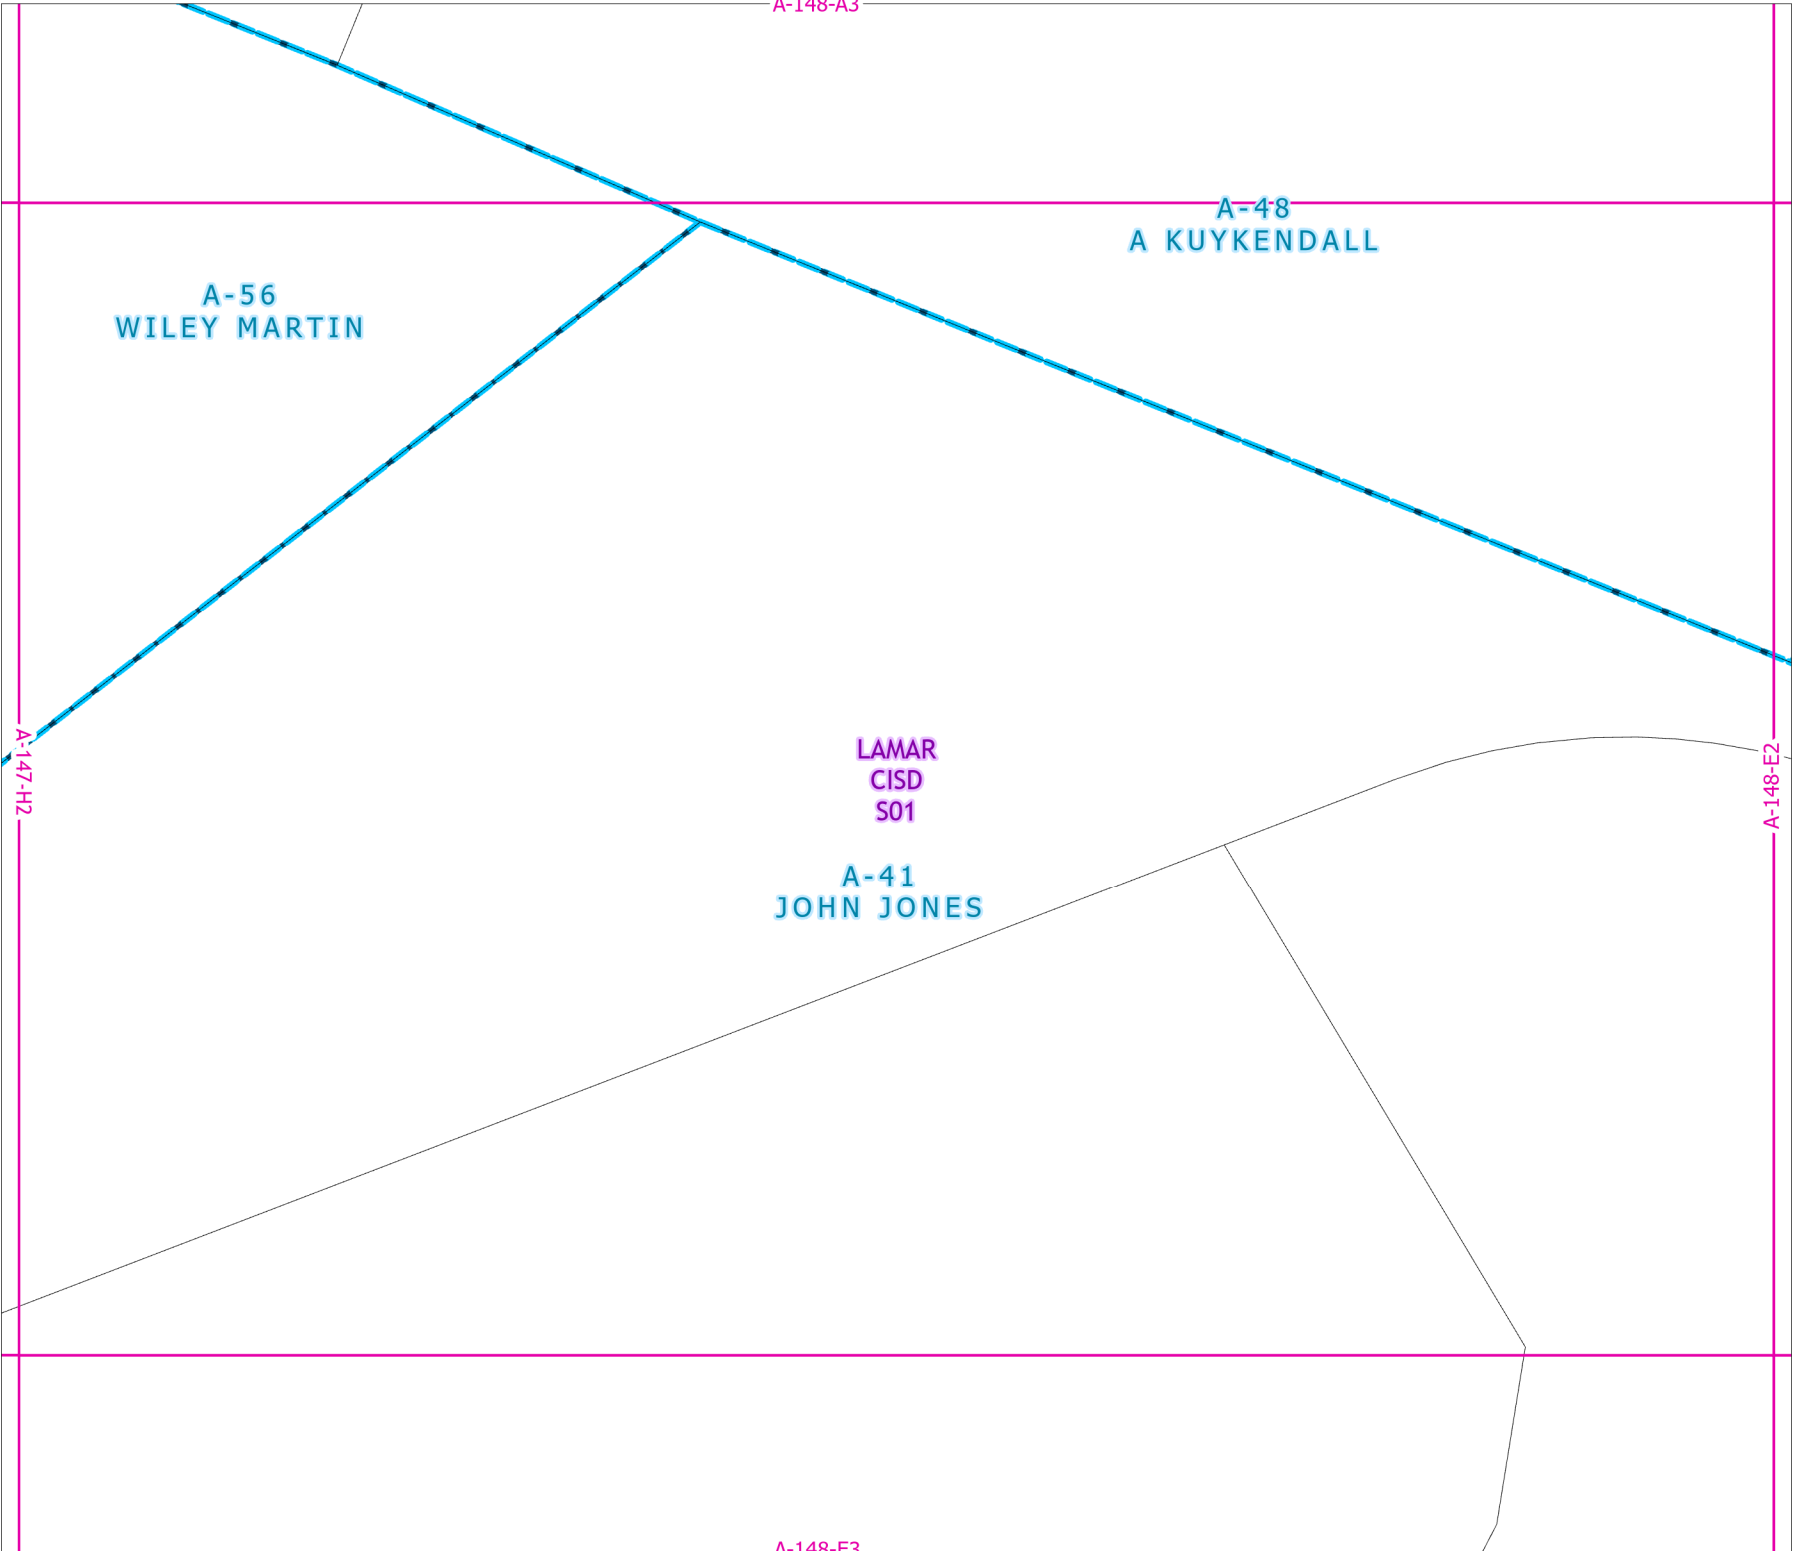 A-148-A3
A-48
A KUYKENDALL
A-56
WILEY MARTIN
A-147-H2
LAMAR
CISD
S01
A-148-E2
A-41
JOHN JONES
A-148-E3